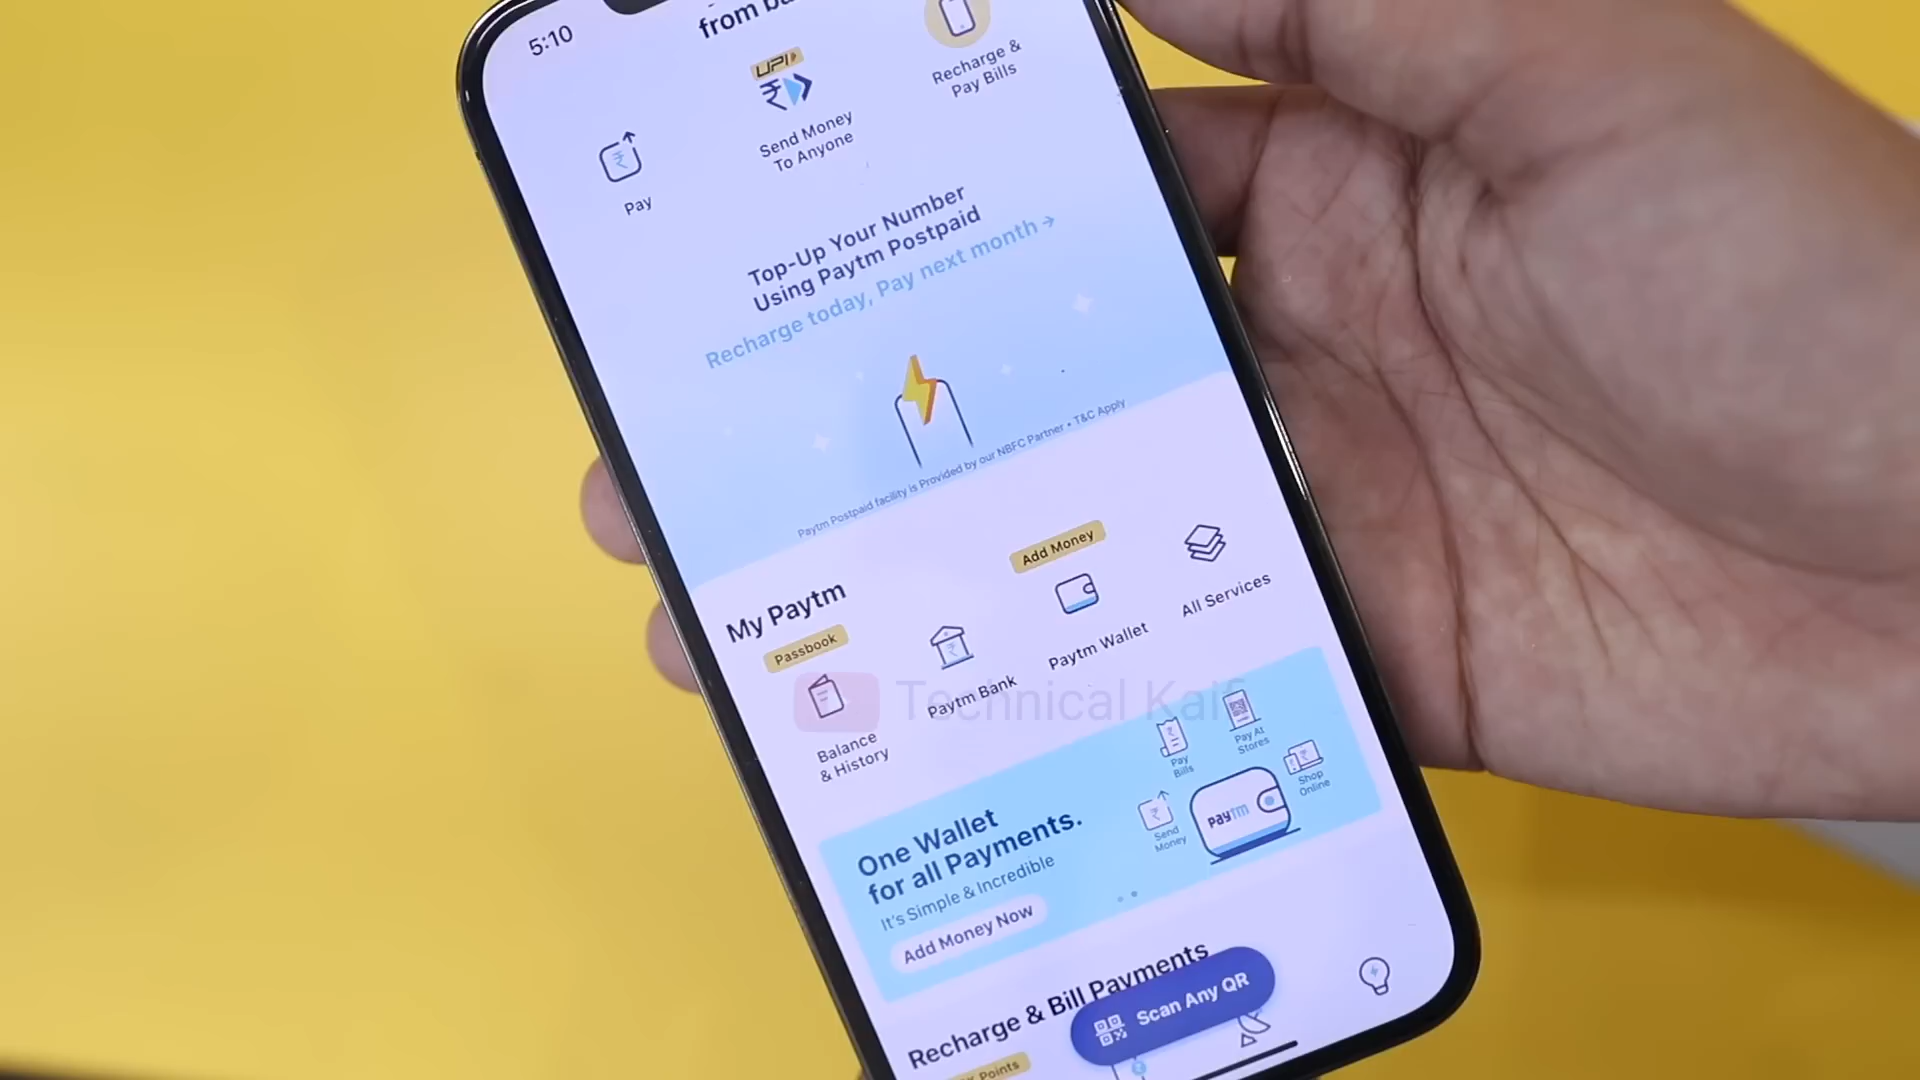 5:10
from
UPI
Send Money
To Anyone
Recharge &
Pay Bills
Pay
Top-Up Your Number
Using Paytm Postpaid
Recharge today, Pay next month →
Paytm Postpaid facility is Provided by our NBFC Partner • T&C Apply
My Paytm
Passbook
Balance
& History
Paytm Bank
Add Money
Paytm Wallet
All Services
Technical Kaif
One Wallet
for all Payments.
It's Simple & Incredible
Add Money Now
Send
Money
Pay
Bills
Pay At
Stores
Shop
Online
paytm
Recharge & Bill Payments
Scan Any QR
Points